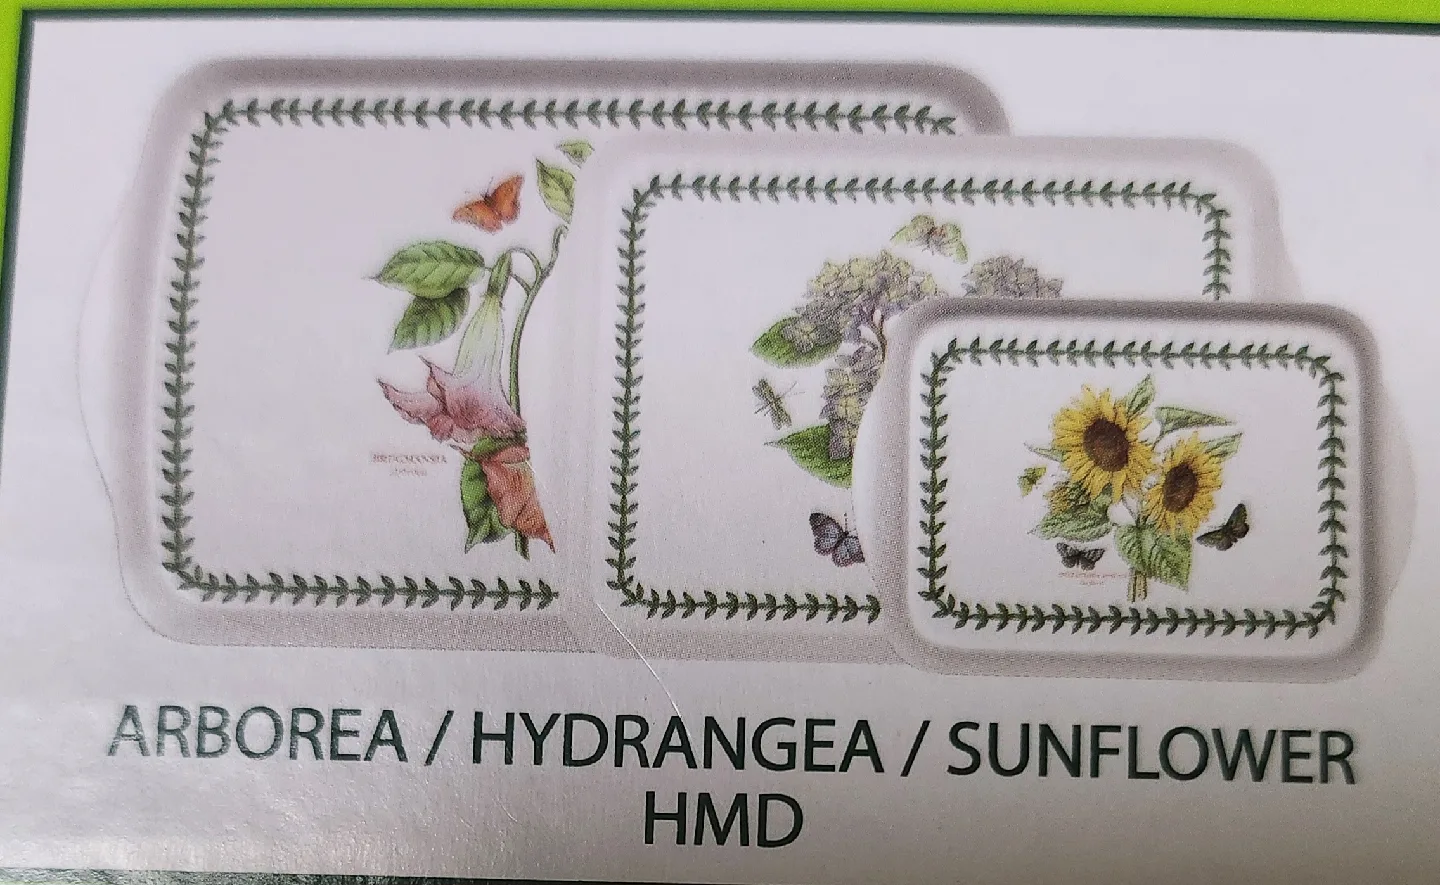 ARBOREA / HYDRANGEA / SUNFLOWER
HMD